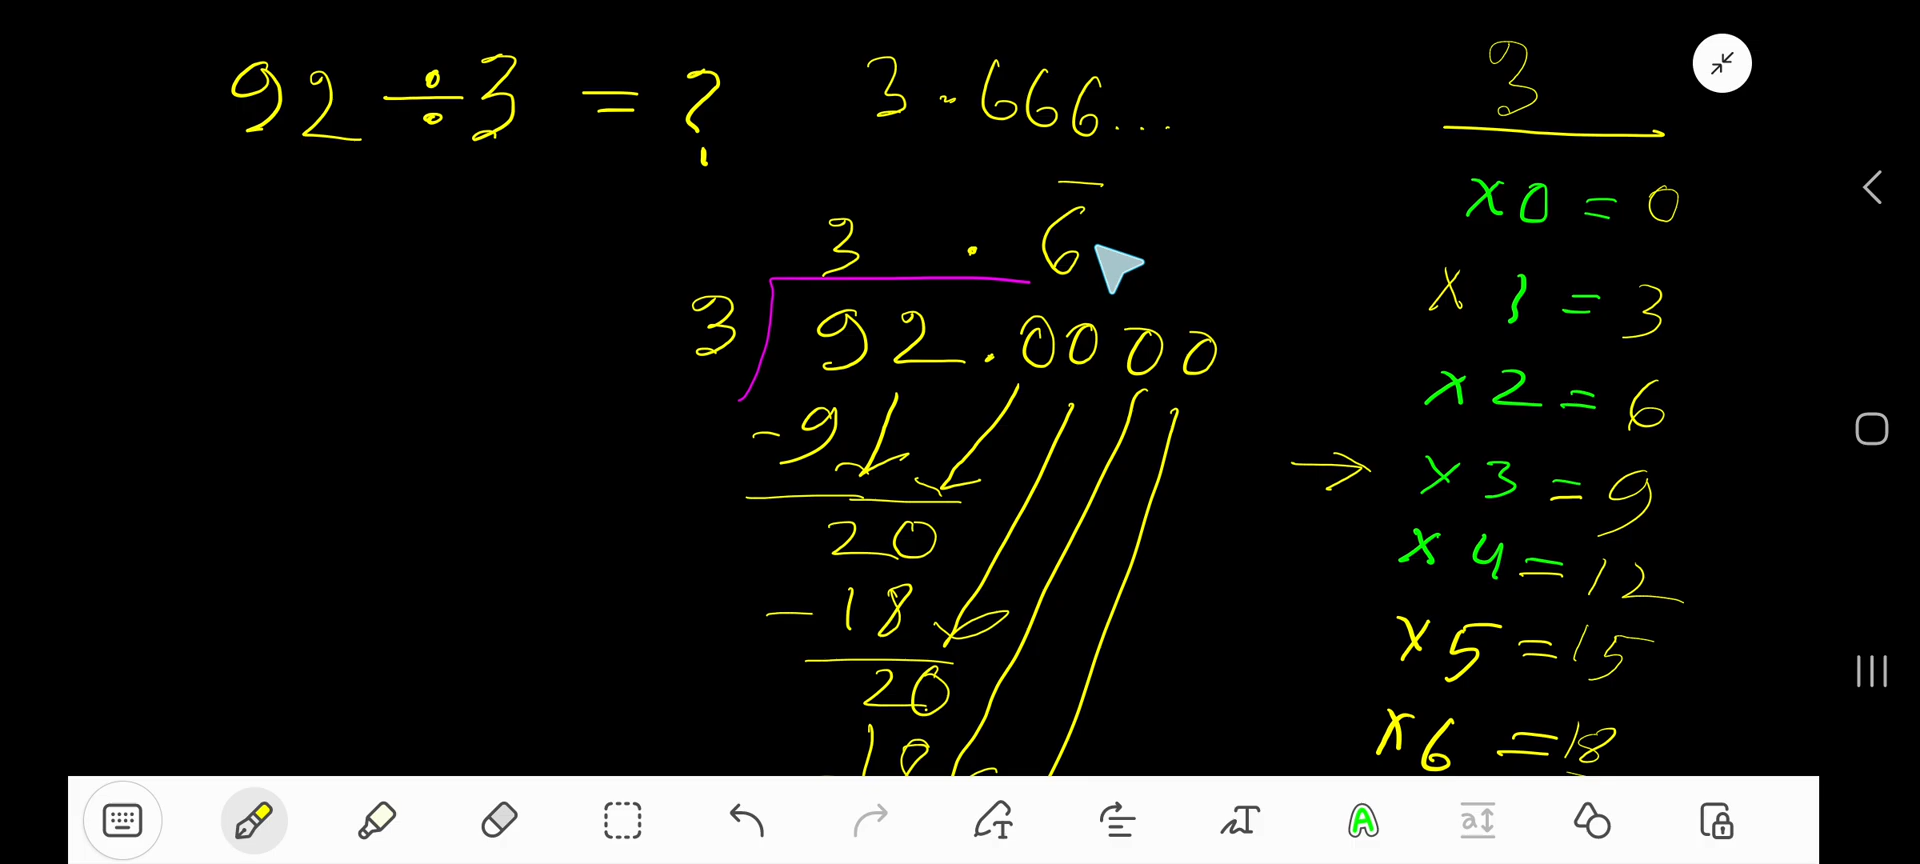 92 ÷ 3 = ? 3.666...
3
3.6̅
3 92.0000
-9
20
-18
20
18
x0 = 0
x1 = 3
x2 = 6
→ x3 = 9
x4 = 12
x5 = 15
x6 = 18